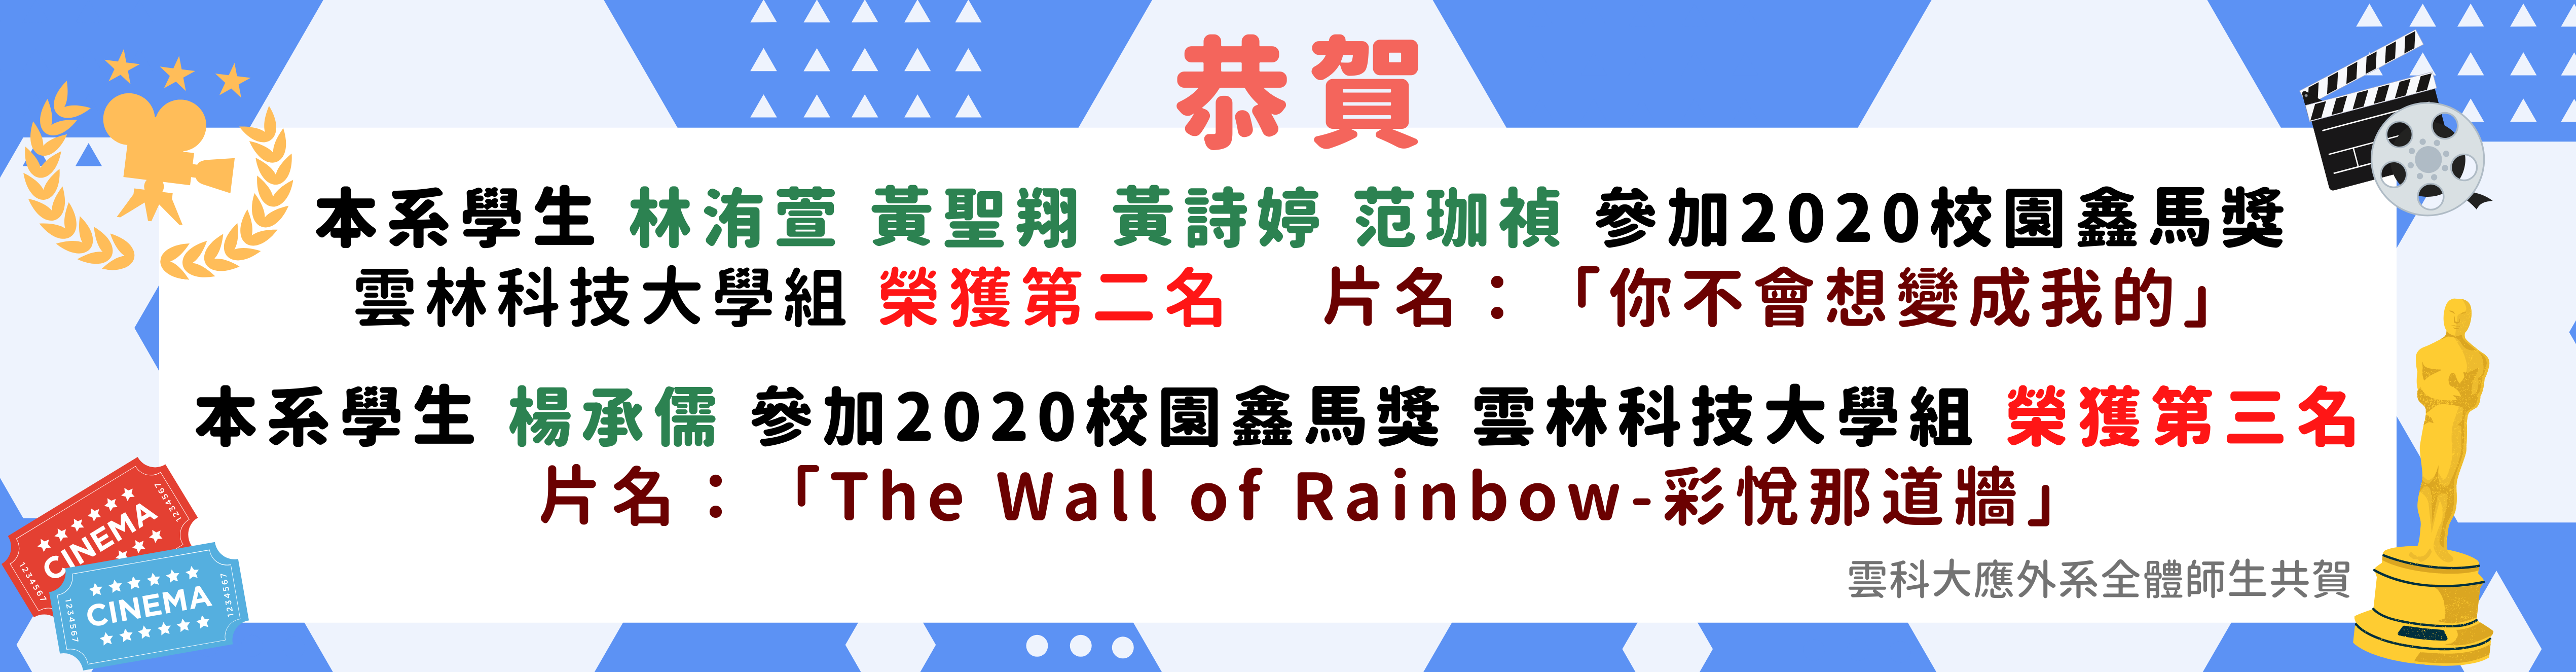 恭賀
本系學生 林洧萱 黃聖翔 黃詩婷 范珈禎 參加2020校園鑫馬獎
雲林科技大學組 榮獲第二名 片名：「你不會想變成我的」
本系學生 楊承儒 參加2020校園鑫馬獎 雲林科技大學組 榮獲第三名
片名：「The Wall of Rainbow-彩悅那道牆」
雲科大應外系全體師生共賀
CINEMA
1234567
1234567
CINEMA
1234567
1234567